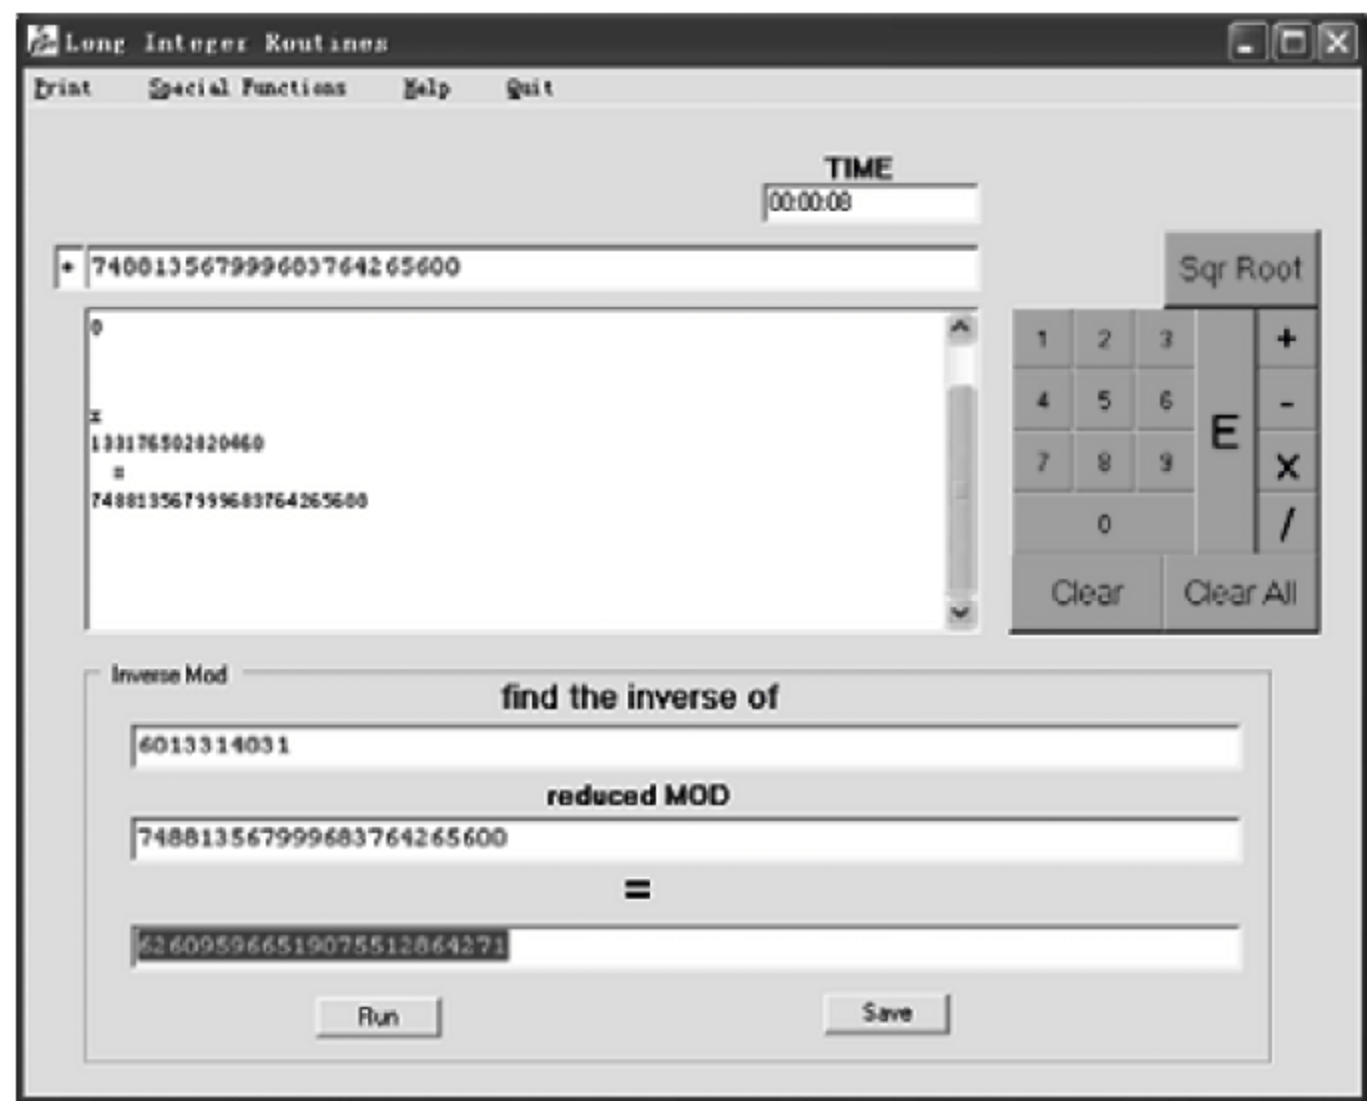 Long Integer Routines
Print Special Functions Help Quit
TIME
00:00:08
+ 748813567999683764265600
Sqr Root
0
x
133176502820460
=
748813567999683764265600
1 2 3 +
4 5 6 E -
7 8 9 x
0 /
Clear Clear All
Inverse Mod
find the inverse of
6013314031
reduced MOD
748813567999683764265600
=
626095966519075512864271
Run Save